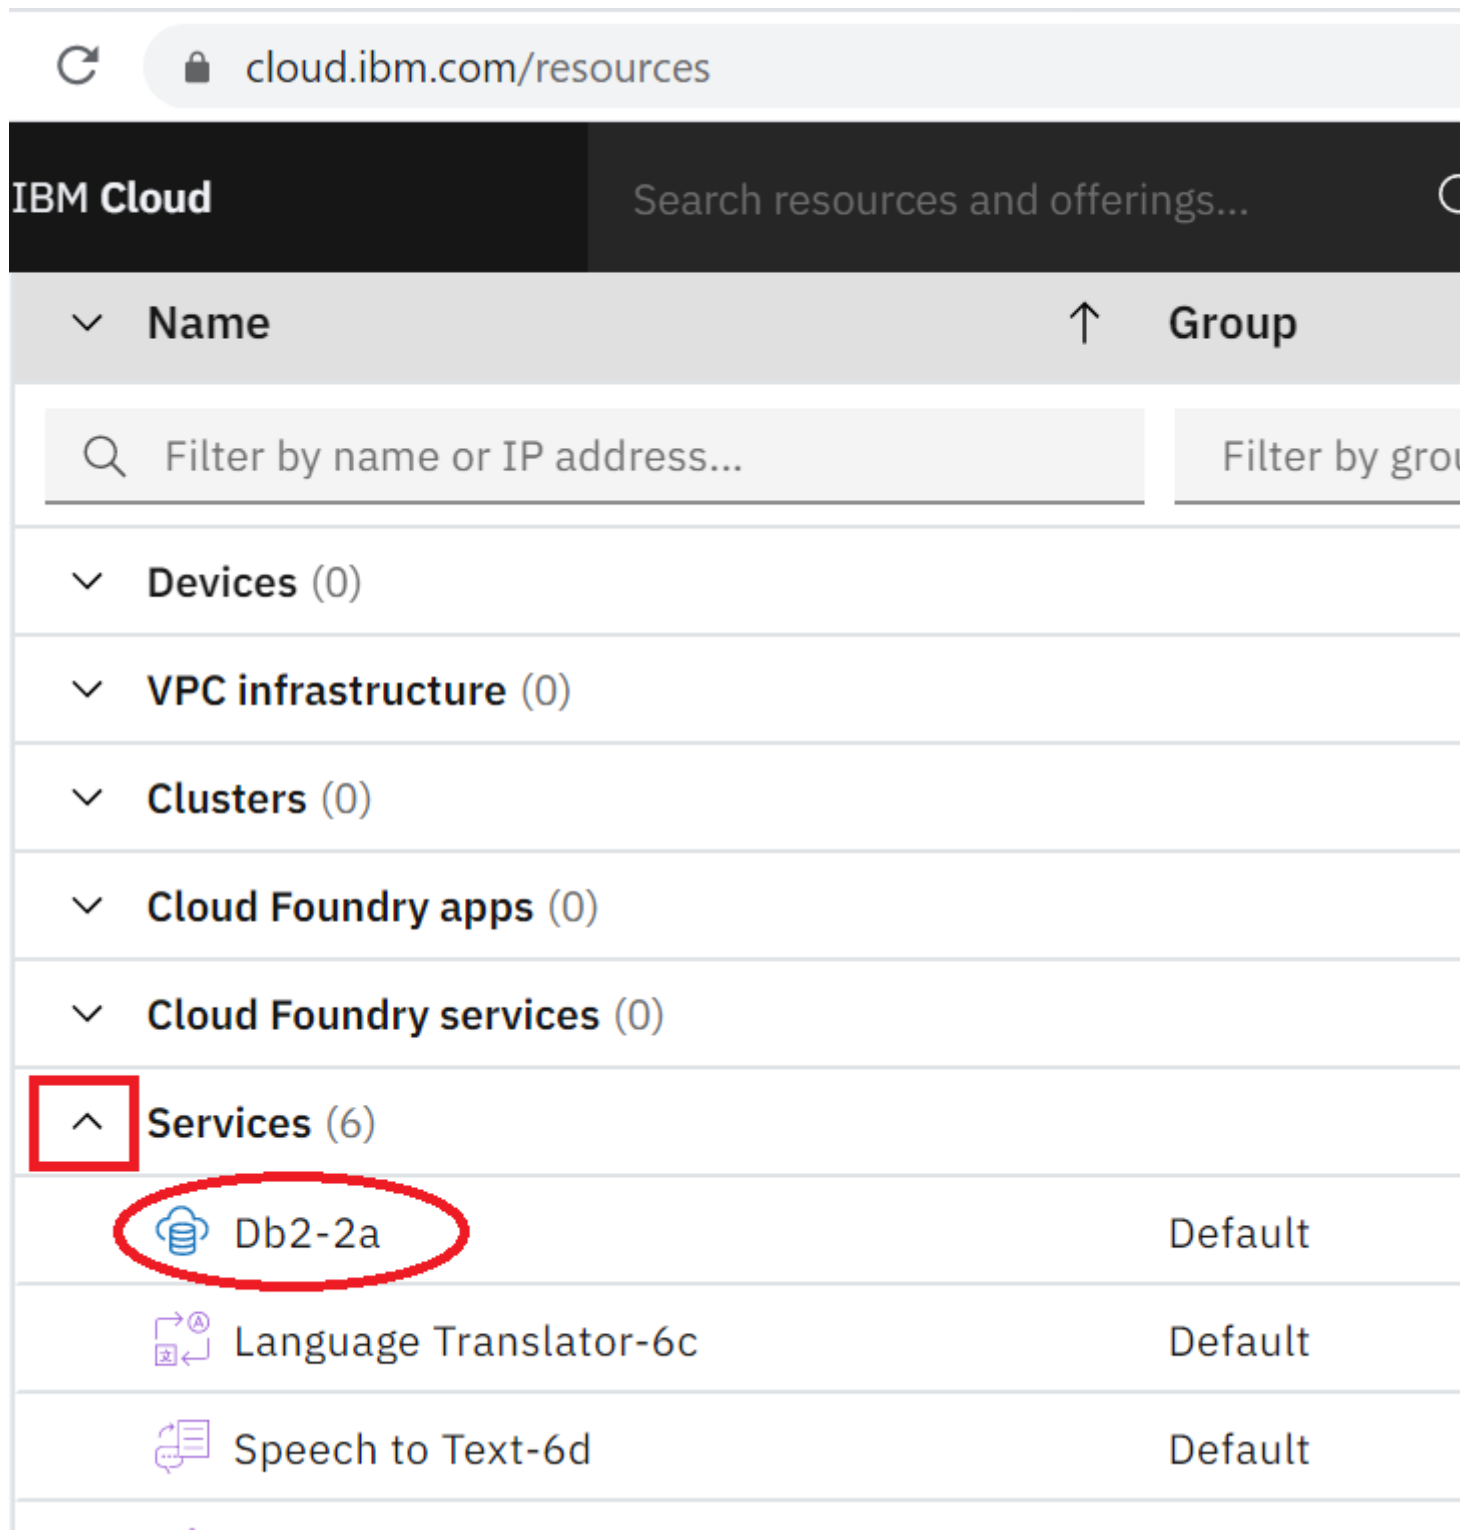 cloud.ibm.com/resources
IBM Cloud Search resources and offerings...
Name Group
Filter by name or IP address... Filter by
Devices (0)
VPC infrastructure (0)
Clusters (0)
Cloud Foundry apps (0)
Cloud Foundry services (0)
Services (6)
Db2-2a Default
Language Translator-6c Default
Speech to Text-6d Default